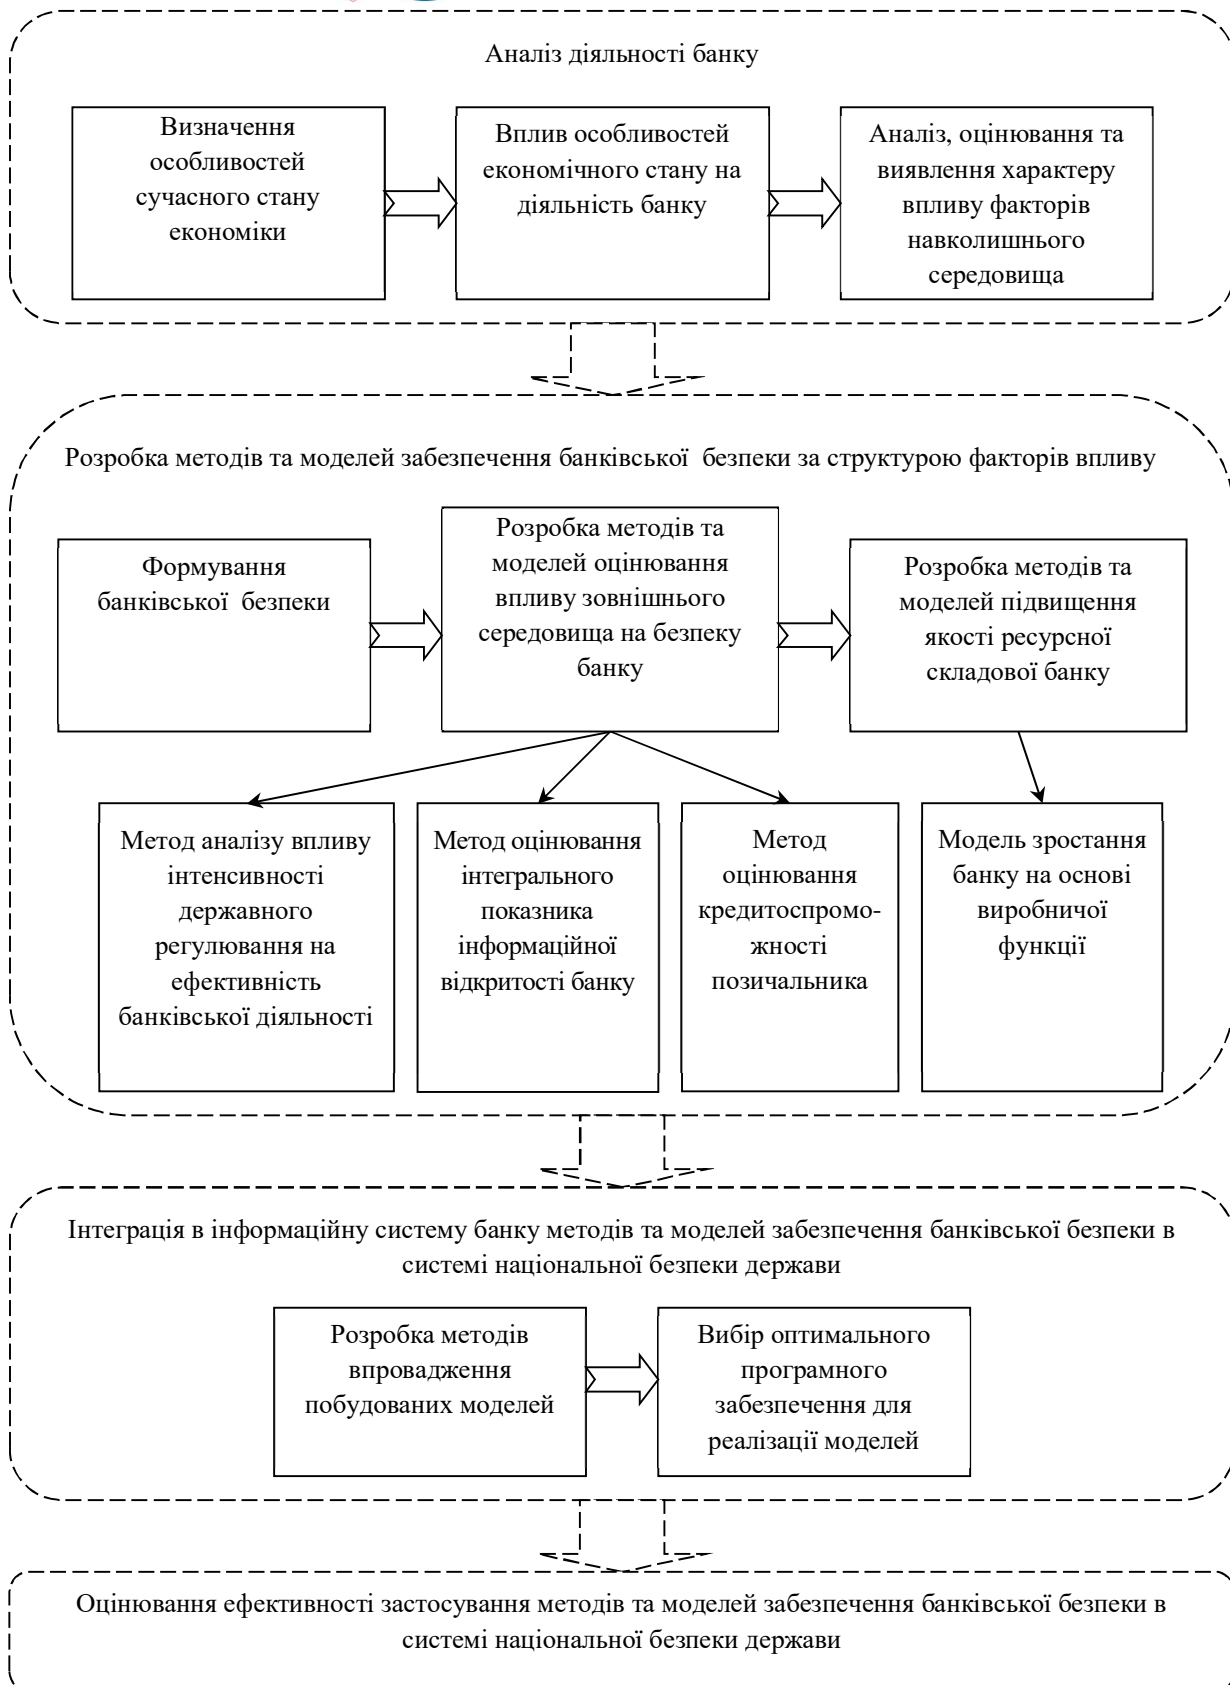 Аналіз діяльності банку
Визначення
особливостей
сучасного стану
економіки
Вплив особливостей
економічного стану на
діяльність банку
Аналіз, оцінювання та
виявлення характеру
впливу факторів
навколишнього
середовища
Розробка методів та моделей забезпечення банківської безпеки за структурою факторів впливу
Формування
банківської безпеки
Розробка методів та
моделей оцінювання
впливу зовнішнього
середовища на безпеку
банку
Розробка методів та
моделей підвищення
якості ресурсної
складової банку
Метод аналізу впливу
інтенсивності
державного
регулювання на
ефективність
банківської діяльності
Метод оцінювання
інтегрального
показника
інформаційної
відкритості банку
Метод
оцінювання
кредитоспромо-
жності
позичальника
Модель зростання
банку на основі
виробничої
функції
Інтеграція в інформаційну систему банку методів та моделей забезпечення банківської безпеки в
системі національної безпеки держави
Розробка методів
впровадження
побудованих моделей
Вибір оптимального
програмного
забезпечення для
реалізації моделей
Оцінювання ефективності застосування методів та моделей забезпечення банківської безпеки в
системі національної безпеки держави